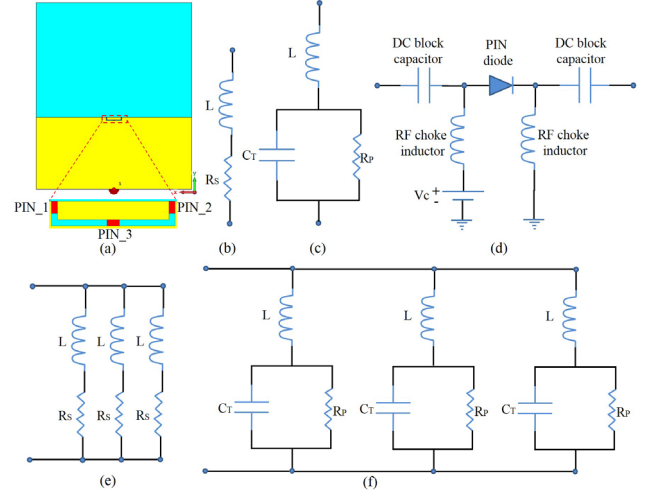 PIN_1
PIN_2
PIN_3
(a)
L
RS
(b)
L
CT
RP
(c)
DC block
capacitor
PIN
diode
DC block
capacitor
RF choke
inductor
RF choke
inductor
Vc
+
-
(d)
L
L
L
RS
RS
RS
(e)
L
L
L
CT
RP
CT
RP
CT
RP
(f)